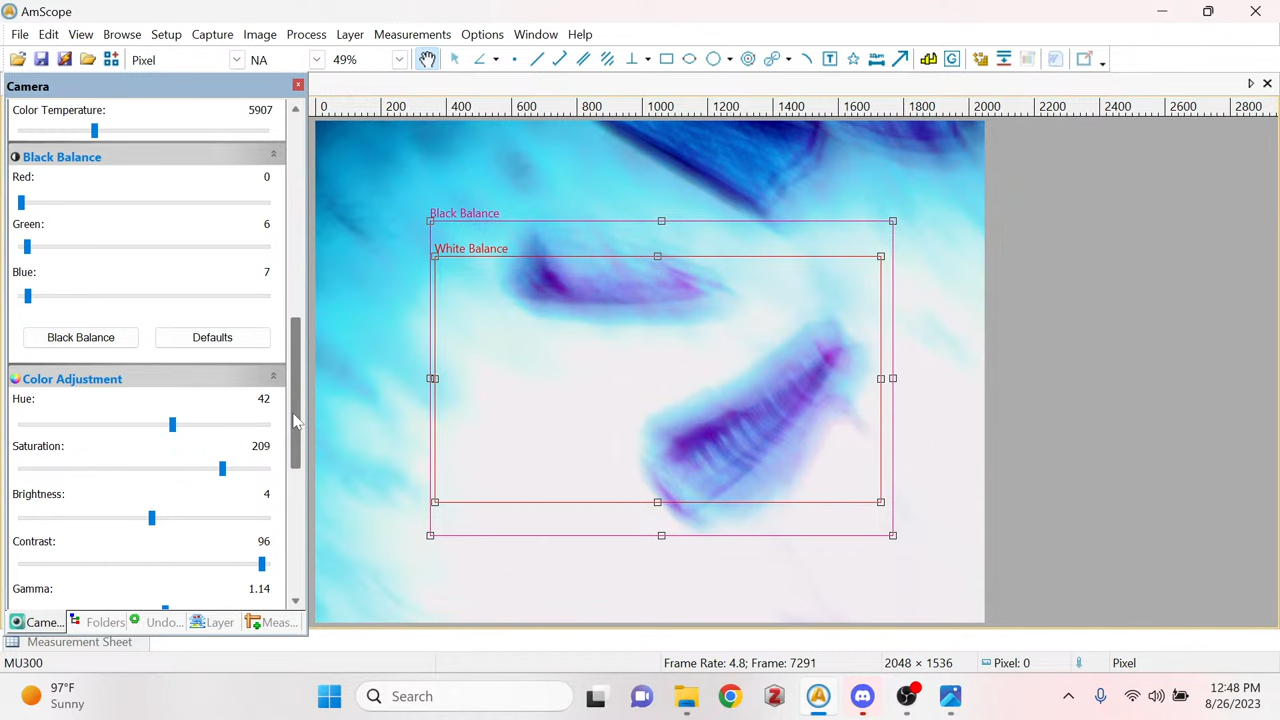 AmScope
File Edit View Browse Setup Capture Image Process Layer Measurements Options Window Help
Pixel NA 49%
Camera
0 200 400 600 800 1000 1200 1400 1600 1800 2000 2200 2400 2600 2800
Color Temperature: 5907
Black Balance
Red: 0
Green: 6
Blue: 7
Black Balance Defaults
Color Adjustment
Hue: 42
Saturation: 209
Brightness: 4
Contrast: 96
Gamma: 1.14
Black Balance
White Balance
Came... Folders Undo... Layer Meas...
Measurement Sheet
MU300 Frame Rate: 4.8; Frame: 7291 2048 × 1536 Pixel: 0 Pixel
97°F
Sunny
Search
12:48 PM
8/26/2023